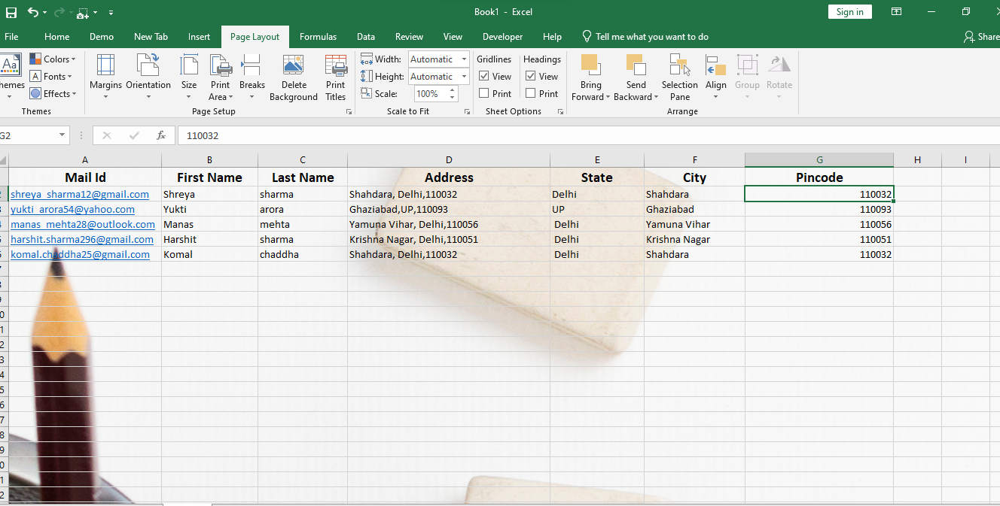 Book1 - Excel
Sign in
File Home Demo New Tab Insert Page Layout Formulas Data Review View Developer Help Tell me what you want to do Share
Colors Width: Automatic Gridlines Headings
Fonts Height: Automatic View View
Effects Scale: 100% Print Print
Margins Orientation Size Print Area Breaks Delete Background Print Titles Bring Forward Send Backward Selection Pane Align Group Rotate
Themes Page Setup Scale to Fit Sheet Options Arrange
G2 fx 110032
A B C D E F G H I
Mail Id First Name Last Name Address State City Pincode
shreya_sharma12@gmail.com Shreya sharma Shahdara, Delhi,110032 Delhi Shahdara 110032
yukti_arora54@yahoo.com Yukti arora Ghaziabad,UP,110093 UP Ghaziabad 110093
manas_mehta28@outlook.com Manas mehta Yamuna Vihar, Delhi,110056 Delhi Yamuna Vihar 110056
harshit.sharma296@gmail.com Harshit sharma Krishna Nagar, Delhi,110051 Delhi Krishna Nagar 110051
komal.chaddha25@gmail.com Komal chaddha Shahdara, Delhi,110032 Delhi Shahdara 110032